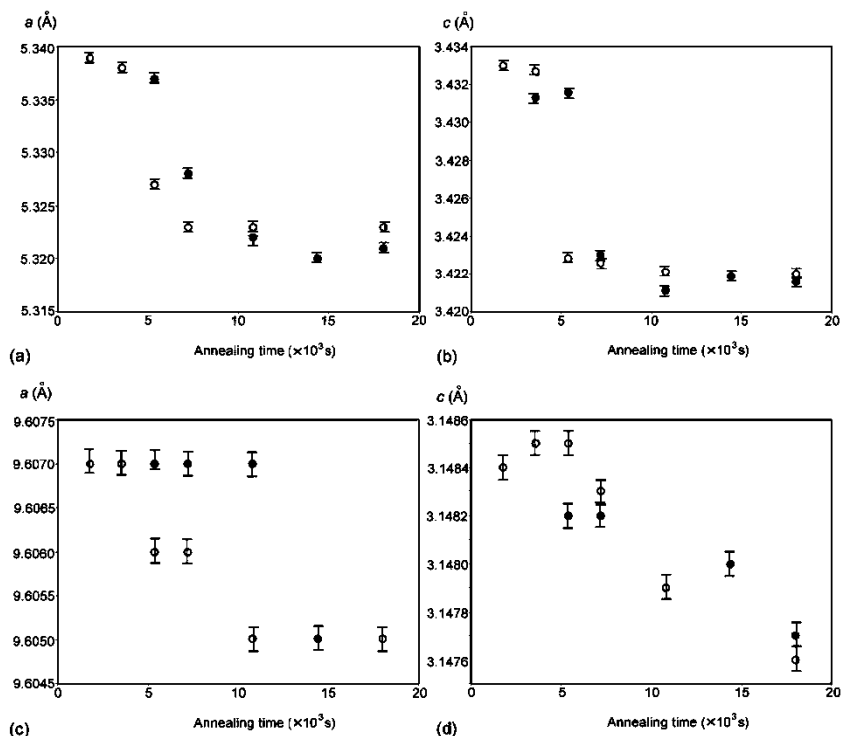 a (Å)
5.340
5.338
5.330
5.325
5.320
5.315
0 5 10 15 20
(a) Annealing time (×10³s)
c (Å)
3.434
3.432
3.430
3.428
3.426
3.424
3.422
3.420
0 5 10 15 20
(b) Annealing time (×10³s)
a (Å)
9.6075
9.6070
9.6065
9.6060
9.6055
9.6050
9.6045
0 5 10 15 20
(c) Annealing time (×10³s)
c (Å)
3.1486
3.1484
3.1482
3.1480
3.1478
3.1476
0 5 10 15 20
(d) Annealing time (×10³s)